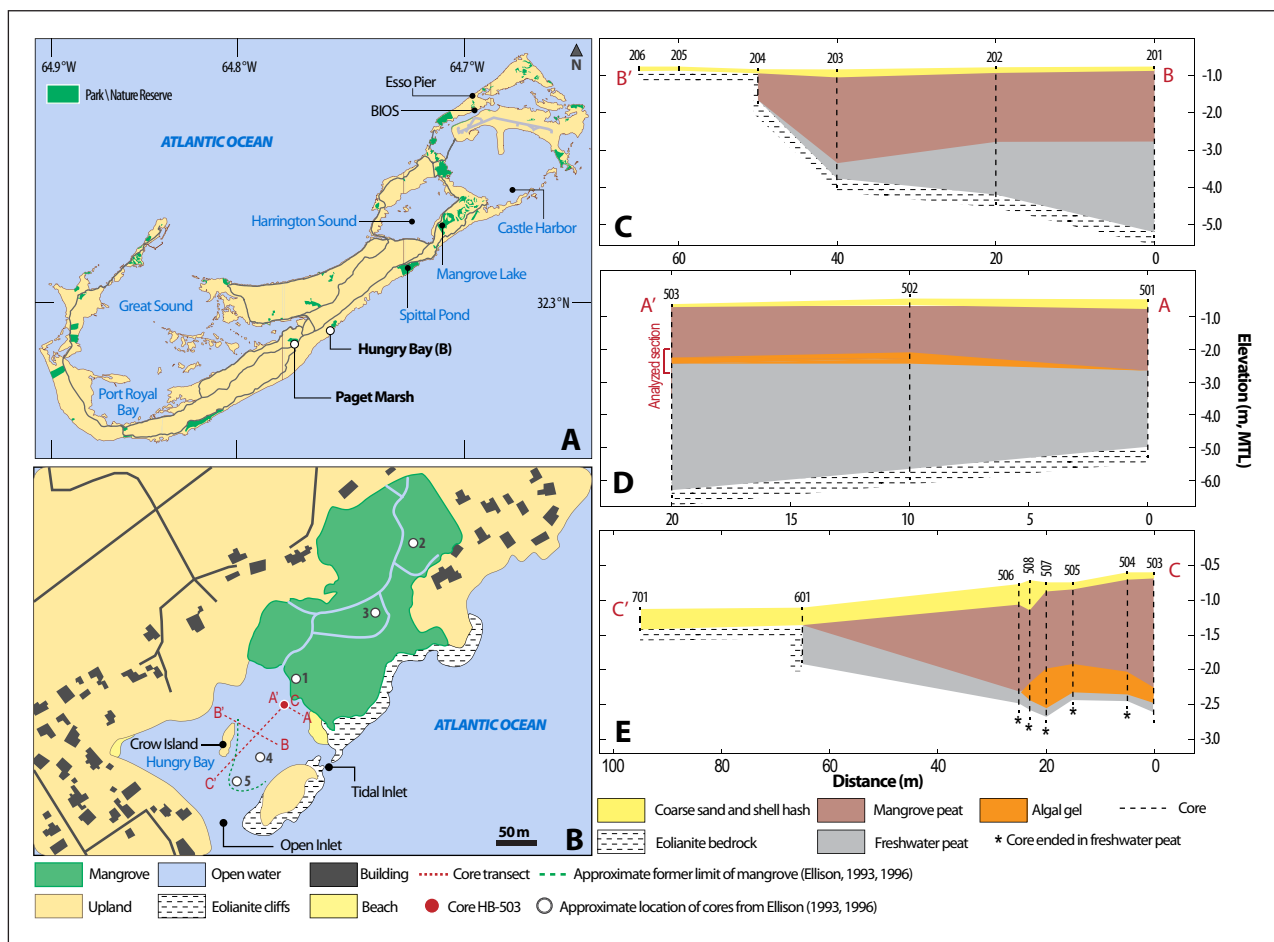 64.9°W
64.8°W
64.7°W
N
Park \ Nature Reserve
Esso Pier
BIOS
ATLANTIC OCEAN
Harrington Sound
Castle Harbor
Mangrove Lake
Great Sound
32.3°N
Spittal Pond
Hungry Bay (B)
Port Royal
Bay
Paget Marsh
A
2
3
1
A'
C
A
B'
B
ATLANTIC OCEAN
Crow Island
Hungry Bay
4
C'
5
Tidal Inlet
Open Inlet
50 m
B
206
205
204
203
202
201
B'
B
-1.0
-2.0
-3.0
-4.0
-5.0
C
60
40
20
0
503
502
501
A'
A
-1.0
-2.0
-3.0
-4.0
-5.0
-6.0
Analyzed section
D
20
15
10
5
0
Elevation (m, MTL)
701
601
506
508
507
505
504
503
C'
C
-0.5
-1.0
-1.5
-2.0
-2.5
-3.0
* * * * *
E
100
80
60
40
20
0
Distance (m)
Coarse sand and shell hash
Mangrove peat
Algal gel
Core
Eolianite bedrock
Freshwater peat
* Core ended in freshwater peat
Mangrove
Open water
Building
Core transect
Approximate former limit of mangrove (Ellison, 1993, 1996)
Upland
Eolianite cliffs
Beach
Core HB-503
Approximate location of cores from Ellison (1993, 1996)